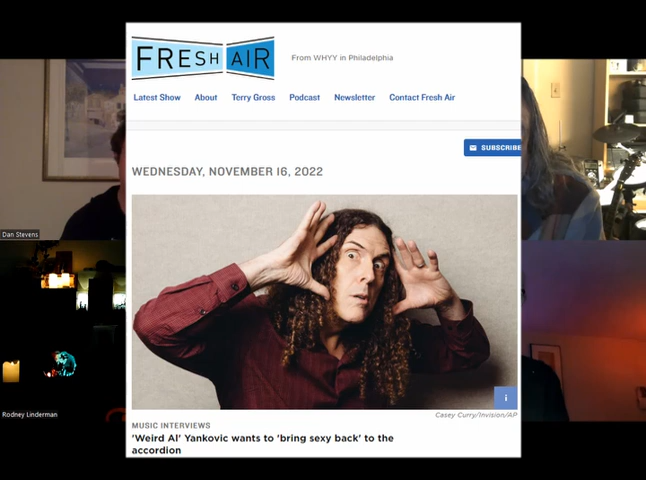 FRESH AIR
From WHYY in Philadelphia
Latest Show About Terry Gross Podcast Newsletter Contact Fresh Air
SUBSCRIBE
WEDNESDAY, NOVEMBER 16, 2022
Dan Stevens
Rodney Linderman
i
Casey Curry/Invision/AP
MUSIC INTERVIEWS
'Weird Al' Yankovic wants to 'bring sexy back' to the
accordion